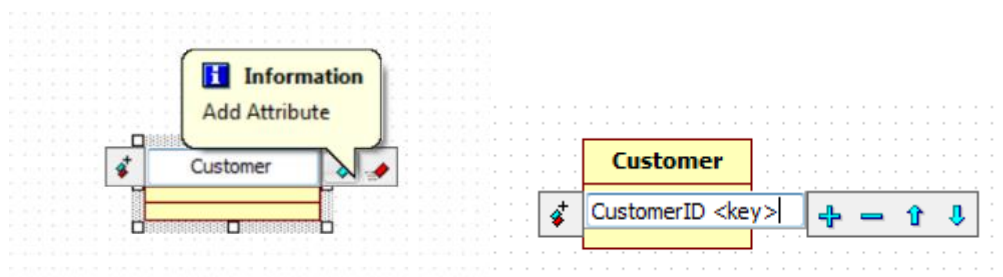 Information
Add Attribute
Customer
Customer
CustomerID <key>